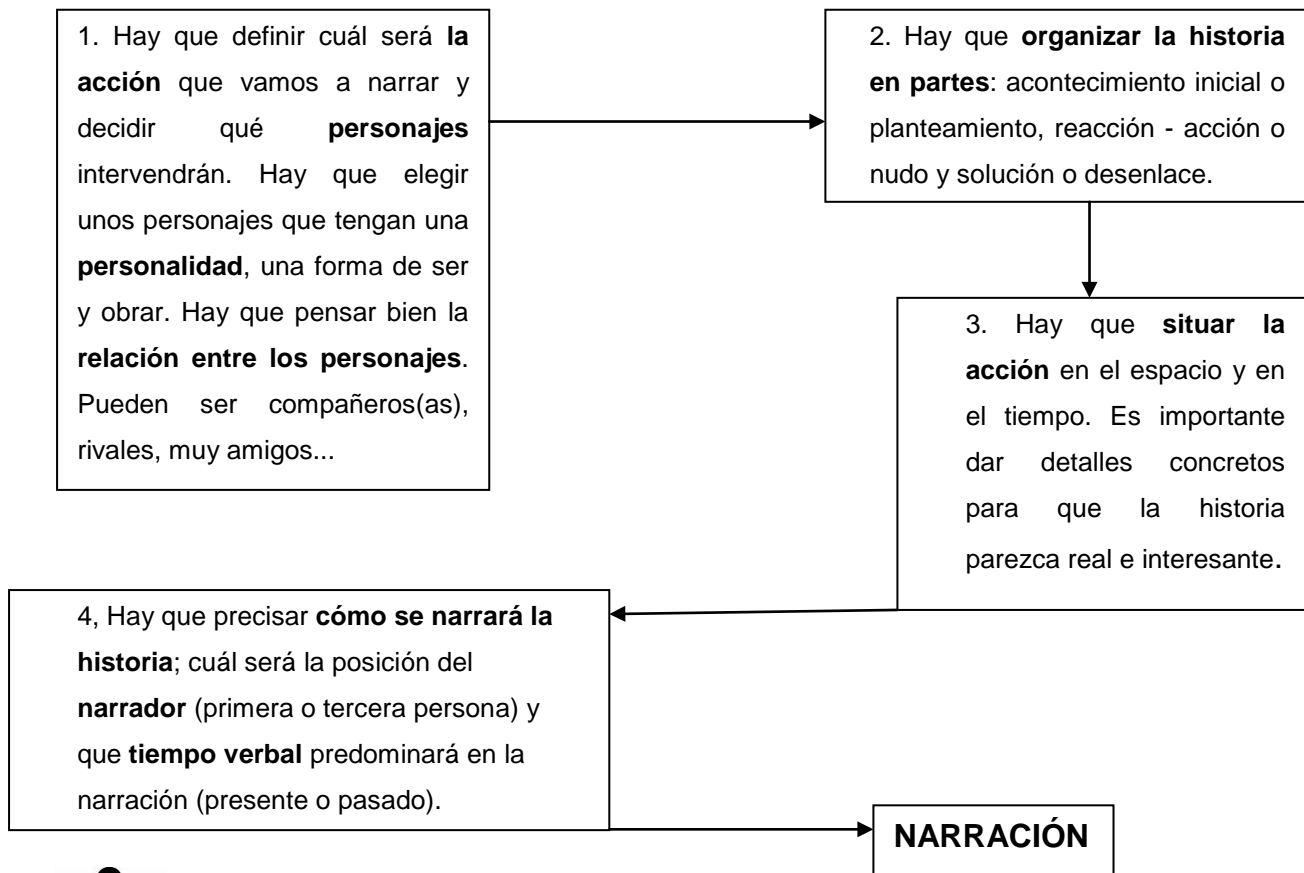 1. Hay que definir cuál será la
acción que vamos a narrar y
decidir qué personajes
intervendrán. Hay que elegir
unos personajes que tengan una
personalidad, una forma de ser
y obrar. Hay que pensar bien la
relación entre los personajes.
Pueden ser compañeros(as),
rivales, muy amigos...
2. Hay que organizar la historia
en partes: acontecimiento inicial o
planteamiento, reacción - acción o
nudo y solución o desenlace.
3. Hay que situar la
acción en el espacio y en
el tiempo. Es importante
dar detalles concretos
para que la historia
parezca real e interesante.
4, Hay que precisar cómo se narrará la
historia; cuál será la posición del
narrador (primera o tercera persona) y
que tiempo verbal predominará en la
narración (presente o pasado).
NARRACIÓN